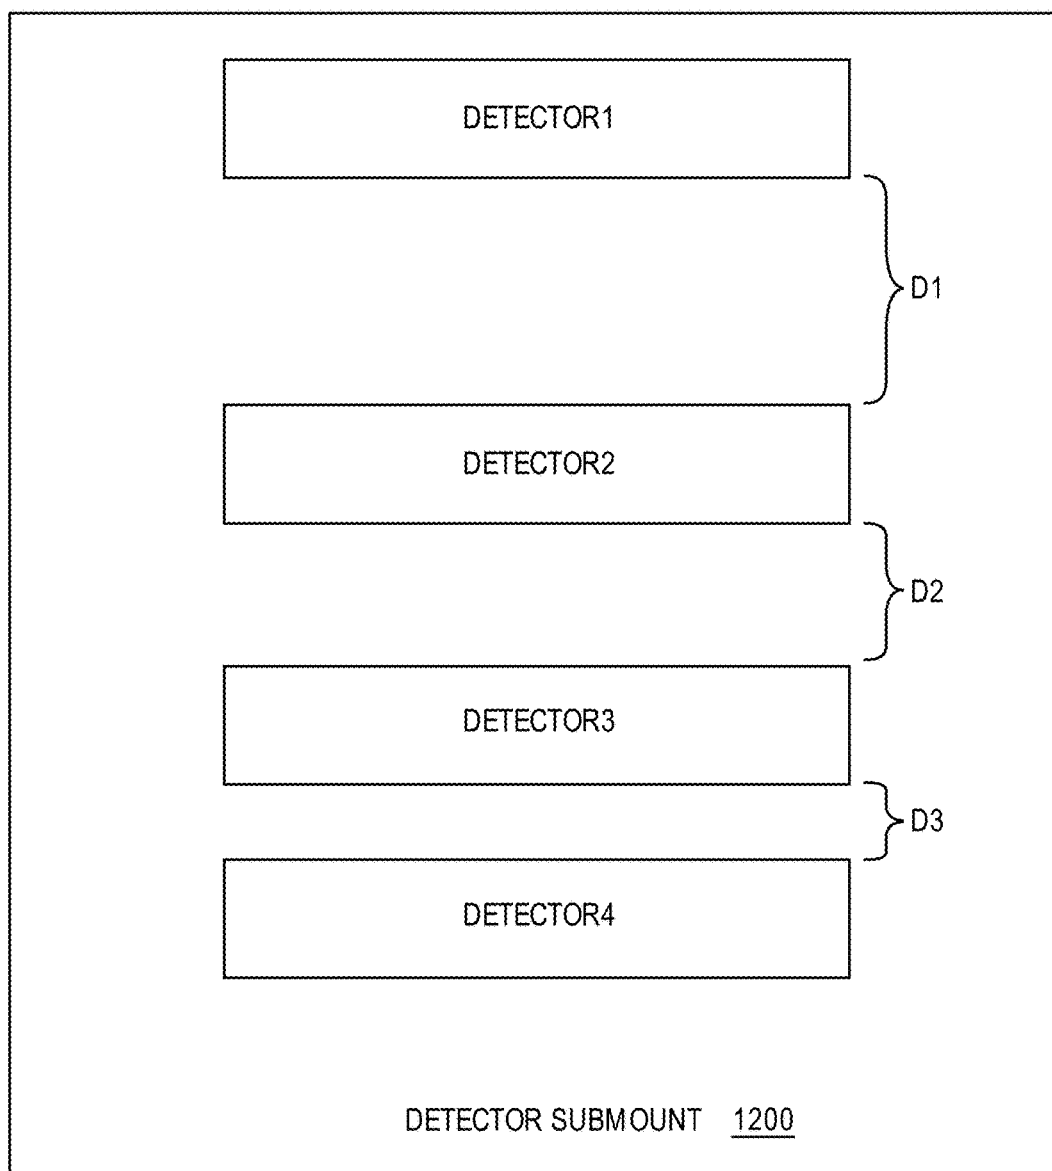 DETECTOR1
D1
DETECTOR2
D2
DETECTOR3
D3
DETECTOR4
DETECTOR SUBMOUNT 1200